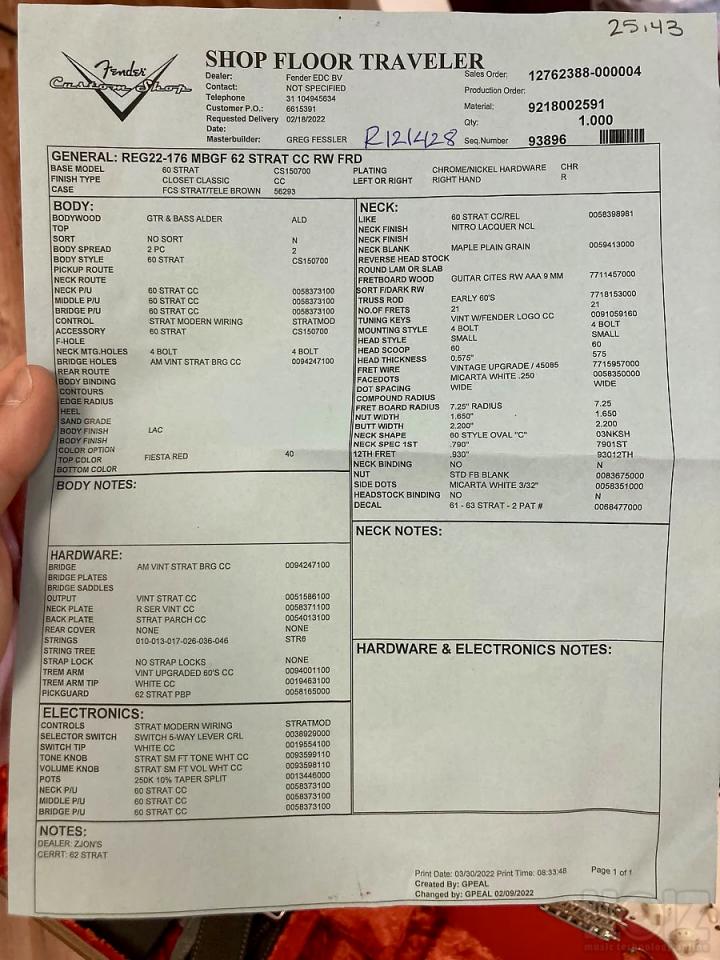 25.43
Fender
Custom Shop
SHOP FLOOR TRAVELER
Dealer: Fender EDC BV
Contact: NOT SPECIFIED
Telephone 31 104945634
Customer P.O.: 6615391
Requested Delivery 02/18/2022
Date:
Masterbuilder: GREG FESSLER
R121428
Sales Order: 12762388-000004
Production Order:
Material: 9218002591
Qty: 1.000
Seq.Number 93896
GENERAL: REG22-176 MBGF 62 STRAT CC RW FRD
BASE MODEL 60 STRAT CS150700 PLATING CHROME/NICKEL HARDWARE CHR
FINISH TYPE CLOSET CLASSIC CC LEFT OR RIGHT RIGHT HAND R
CASE FCS STRAT/TELE BROWN 56293
BODY:
BODYWOOD GTR & BASS ALDER ALD
TOP
SORT NO SORT N
BODY SPREAD 2 PC 2
BODY STYLE 60 STRAT CS150700
PICKUP ROUTE
NECK ROUTE
NECK P/U 60 STRAT CC 0058373100
MIDDLE P/U 60 STRAT CC 0058373100
BRIDGE P/U 60 STRAT CC 0058373100
CONTROL STRAT MODERN WIRING STRATMOD
ACCESSORY 60 STRAT CS150700
F-HOLE
NECK MTG.HOLES 4 BOLT 4 BOLT
BRIDGE HOLES AM VINT STRAT BRG CC 0094247100
REAR ROUTE
BODY BINDING
CONTOURS
EDGE RADIUS
HEEL
SAND GRADE
BODY FINISH LAC
BODY FINISH
COLOR OPTION
TOP COLOR FIESTA RED 40
BOTTOM COLOR
BODY NOTES:
HARDWARE:
BRIDGE AM VINT STRAT BRG CC 0094247100
BRIDGE PLATES
BRIDGE SADDLES
OUTPUT VINT STRAT CC 0051586100
NECK PLATE R SER VINT CC 0058371100
BACK PLATE STRAT PARCH CC 0054013100
REAR COVER NONE NONE
STRINGS 010-013-017-026-036-046 STR6
STRING TREE
STRAP LOCK NO STRAP LOCKS NONE
TREM ARM VINT UPGRADED 60'S CC 0094001100
TREM ARM TIP WHITE CC 0019463100
PICKGUARD 62 STRAT PBP 0058165000
ELECTRONICS:
CONTROLS STRAT MODERN WIRING STRATMOD
SELECTOR SWITCH SWITCH 5-WAY LEVER CRL 0038929000
SWITCH TIP WHITE CC 0019554100
TONE KNOB STRAT SM FT TONE WHT CC 0093599110
VOLUME KNOB STRAT SM FT VOL WHT CC 0093598110
POTS 250K 10% TAPER SPLIT 0013446000
NECK P/U 60 STRAT CC 0058373100
MIDDLE P/U 60 STRAT CC 0058373100
BRIDGE P/U 60 STRAT CC 0058373100
NOTES:
DEALER: ZJON'S
CERRT: 62 STRAT
NECK:
LIKE 60 STRAT CC/REL 0058398981
NECK FINISH NITRO LACQUER NCL
NECK FINISH
NECK BLANK MAPLE PLAIN GRAIN 0059413000
REVERSE HEAD STOCK
ROUND LAM OR SLAB
FRETBOARD WOOD GUITAR CITES RW AAA 9 MM 7711457000
SORT F/DARK RW
TRUSS ROD EARLY 60'S 7718153000
NO.OF FRETS 21 21
TUNING KEYS VINT W/FENDER LOGO CC 0091059160
MOUNTING STYLE 4 BOLT 4 BOLT
HEAD STYLE SMALL SMALL
HEAD SCOOP 60 60
HEAD THICKNESS 0.575" 575
FRET WIRE VINTAGE UPGRADE / 45085 7715957000
FACEDOTS MICARTA WHITE .250 0058350000
DOT SPACING WIDE WIDE
COMPOUND RADIUS
FRET BOARD RADIUS 7.25" RADIUS 7.25
NUT WIDTH 1.650" 1.650
BUTT WIDTH 2.200" 2.200
NECK SHAPE 60 STYLE OVAL "C" 03NKSH
NECK SPEC 1ST .790" 7901ST
12TH FRET .930" 93012TH
NECK BINDING NO N
NUT STD FB BLANK 0083675000
SIDE DOTS MICARTA WHITE 3/32" 0058351000
HEADSTOCK BINDING NO N
DECAL 61 - 63 STRAT - 2 PAT # 0068477000
NECK NOTES:
HARDWARE & ELECTRONICS NOTES:
Print Date: 03/30/2022 Print Time: 08:33:48 Page 1 of 1
Created By: GPEAL
Changed by: GPEAL 02/09/2022
NOIZ
music technology online